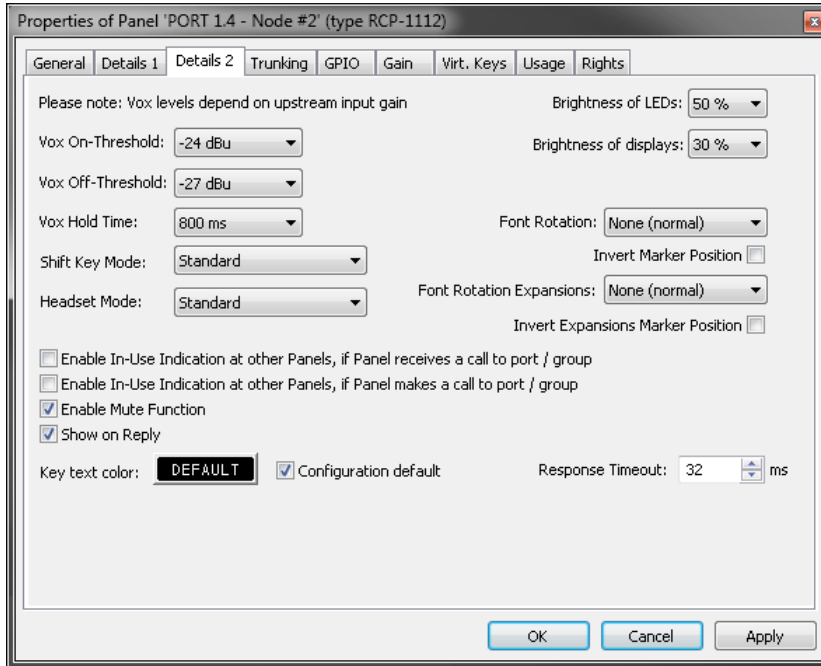 Properties of Panel 'PORT 1.4 - Node #2' (type RCP-1112)
General Details 1 Details 2 Trunking GPIO Gain Virt. Keys Usage Rights
Please note: Vox levels depend on upstream input gain
Brightness of LEDs: 50 %
Vox On-Threshold: -24 dBu
Brightness of displays: 30 %
Vox Off-Threshold: -27 dBu
Vox Hold Time: 800 ms
Font Rotation: None (normal)
Invert Marker Position
Shift Key Mode: Standard
Font Rotation Expansions: None (normal)
Headset Mode: Standard
Invert Expansions Marker Position
Enable In-Use Indication at other Panels, if Panel receives a call to port / group
Enable In-Use Indication at other Panels, if Panel makes a call to port / group
Enable Mute Function
Show on Reply
Key text color: DEFAULT Configuration default Response Timeout: 32 ms
OK Cancel Apply